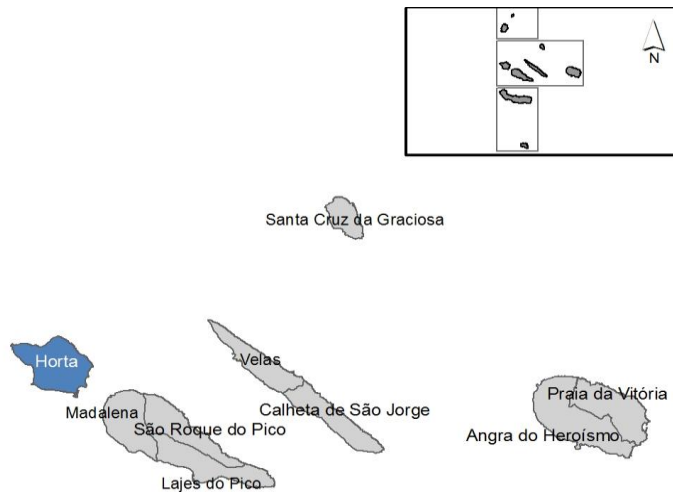 N
Santa Cruz da Graciosa
Horta
Velas
Praia da Vitória
Madalena
Calheta de São Jorge
São Roque do Pico
Angra do Heroísmo
Lajes do Pico